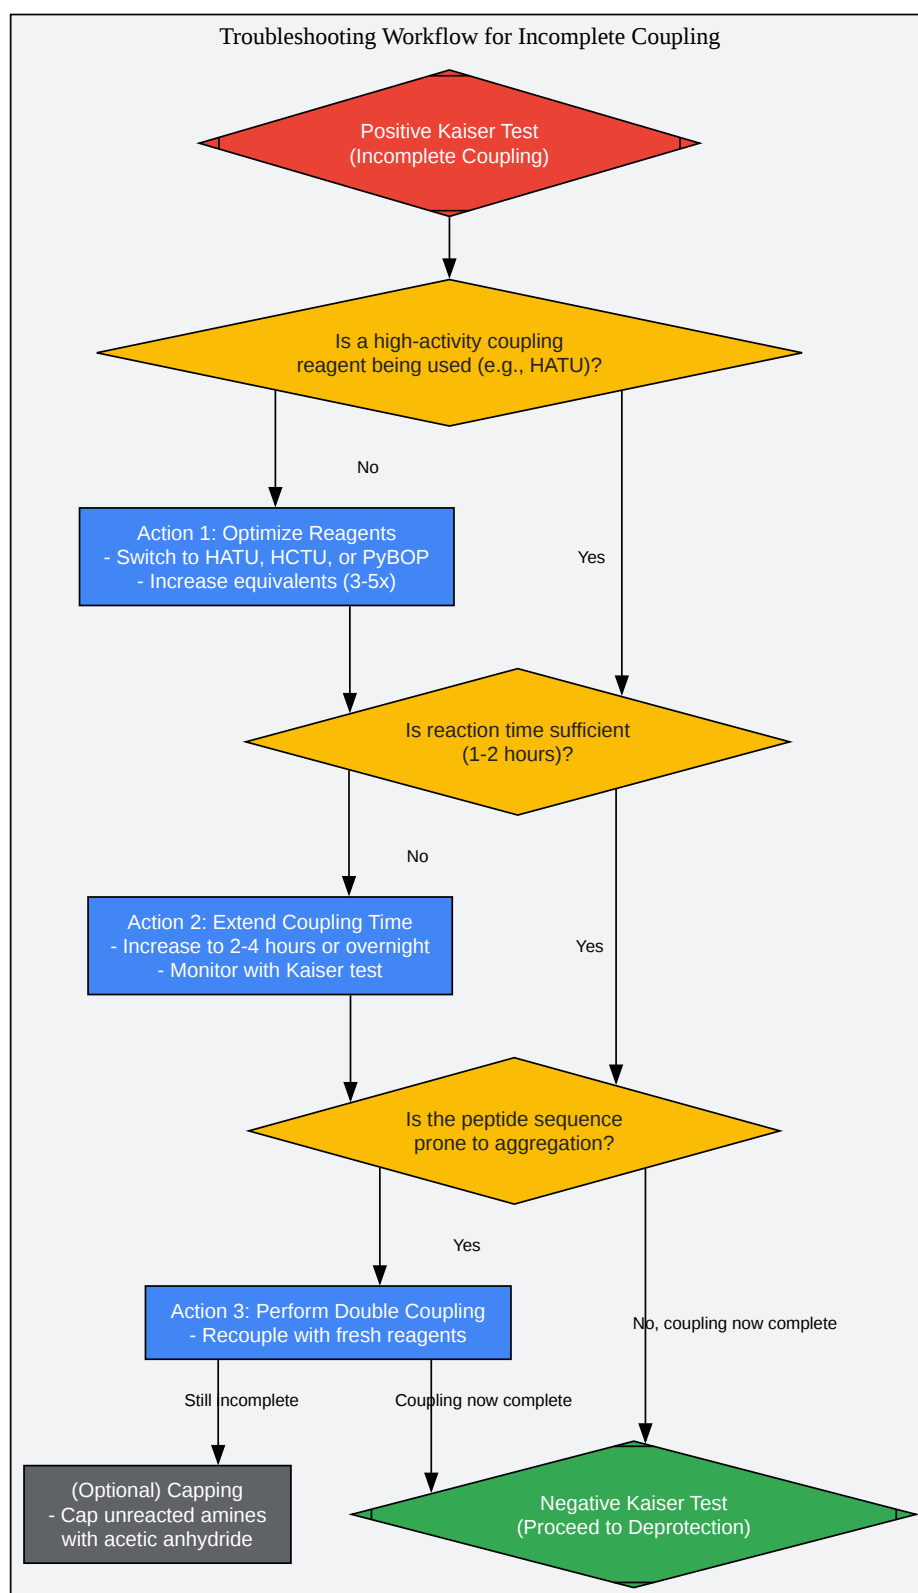 Troubleshooting Workflow for Incomplete Coupling
Positive Kaiser Test
(Incomplete Coupling)
Is a high-activity coupling
reagent being used (e.g., HATU)?
No
Action 1: Optimize Reagents
- Switch to HATU, HCTU, or PyBOP
- Increase equivalents (3-5x)
Yes
Is reaction time sufficient
(1-2 hours)?
No
Action 2: Extend Coupling Time
- Increase to 2-4 hours or overnight
- Monitor with Kaiser test
Yes
Is the peptide sequence
prone to aggregation?
Yes
Action 3: Perform Double Coupling
- Recouple with fresh reagents
No, coupling now complete
Still incomplete
Coupling now complete
(Optional) Capping
- Cap unreacted amines
with acetic anhydride
Negative Kaiser Test
(Proceed to Deprotection)